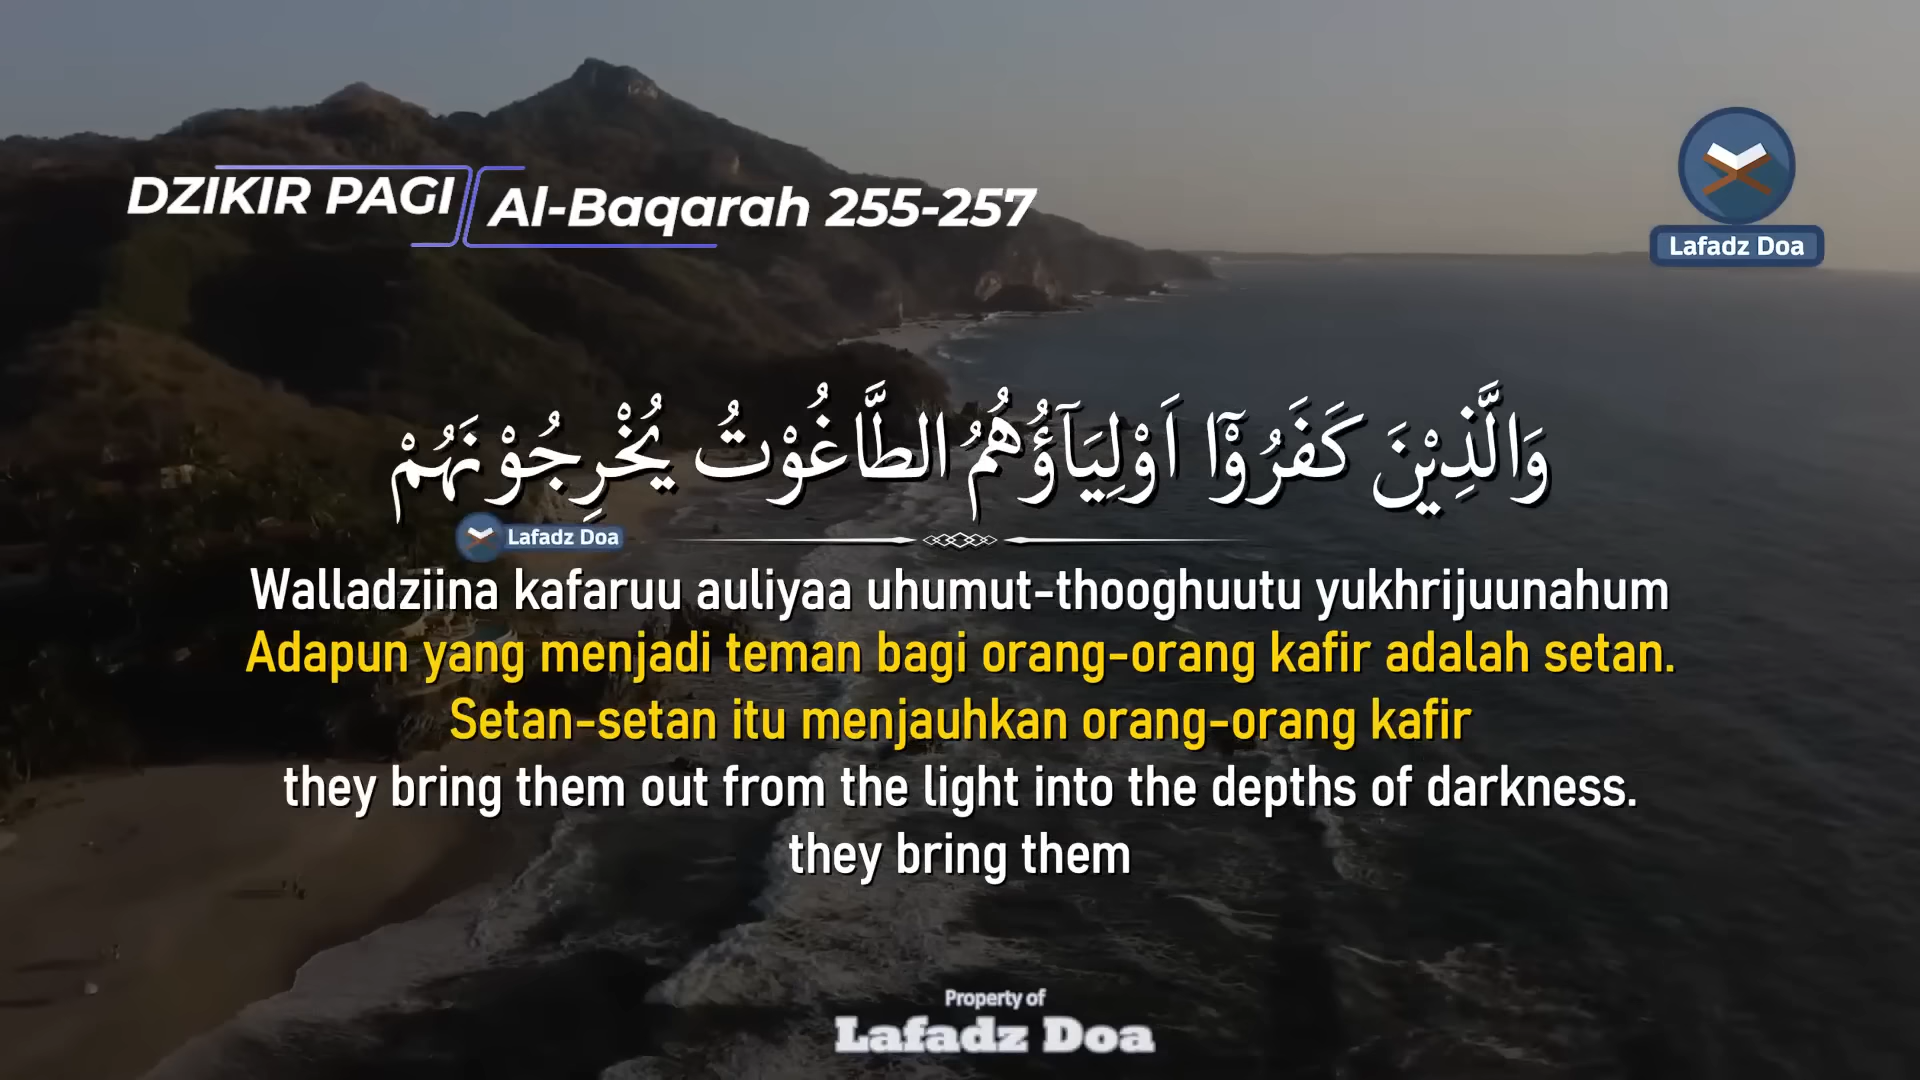 DZIKIR PAGI
Al-Baqarah 255-257
Lafadz Doa
وَالَّذِيْنَ كَفَرُوْٓا اَوْلِيَاۤؤُهُمُ الطَّاغُوْتُ يُخْرِجُوْنَهُمْ
Lafadz Doa
Walladziina kafaruu auliyaa uhumut-thooghuutu yukhrijuunahum
Adapun yang menjadi teman bagi orang-orang kafir adalah setan.
Setan-setan itu menjauhkan orang-orang kafir
they bring them out from the light into the depths of darkness.
they bring them
Property of
Lafadz Doa